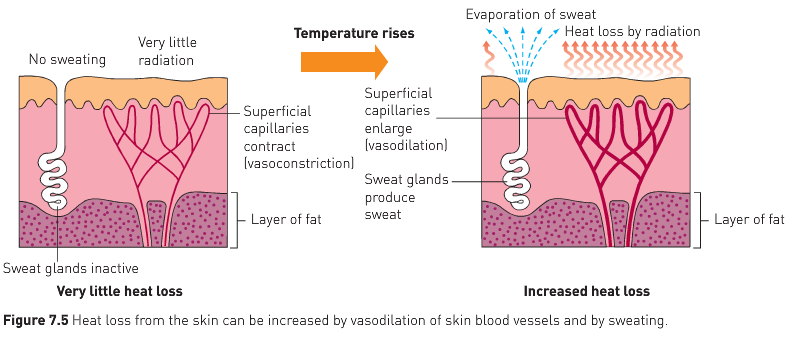 Evaporation of sweat
Temperature rises
Heat loss by radiation
No sweating
Very little
radiation
Superficial
capillaries
contract
(vasoconstriction)
Superficial
capillaries
enlarge
(vasodilation)
Sweat glands
produce
sweat
Layer of fat
Layer of fat
Sweat glands inactive
Very little heat loss
Increased heat loss
Figure 7.5 Heat loss from the skin can be increased by vasodilation of skin blood vessels and by sweating.